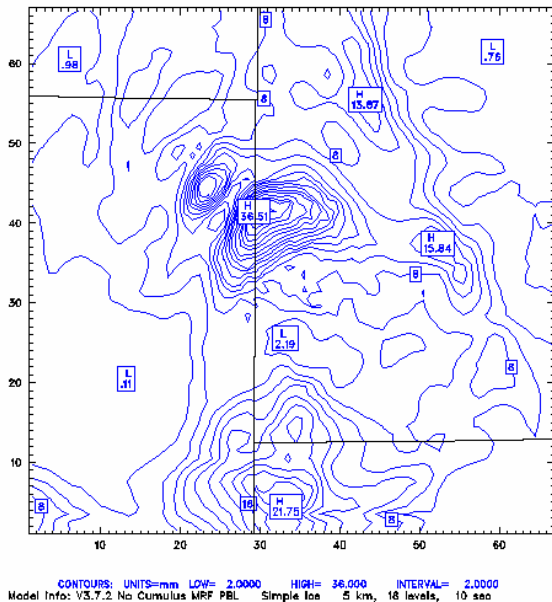 8
L
.98
L
.76
60
H
13.67
8
50
8
H
36.51
40
H
15.84
8
30
L
2.19
L
.11
8
20
10
8
16
H
21.75
8
10 20 30 40 50 60
CONTOURS: UNITS=mm LOW= 2.0000 HIGH= 36.000 INTERVAL= 2.0000
Model Info: V3.7.2 No Cumulus MRF PBL Simple Ice 5 km, 18 levels, 10 sec